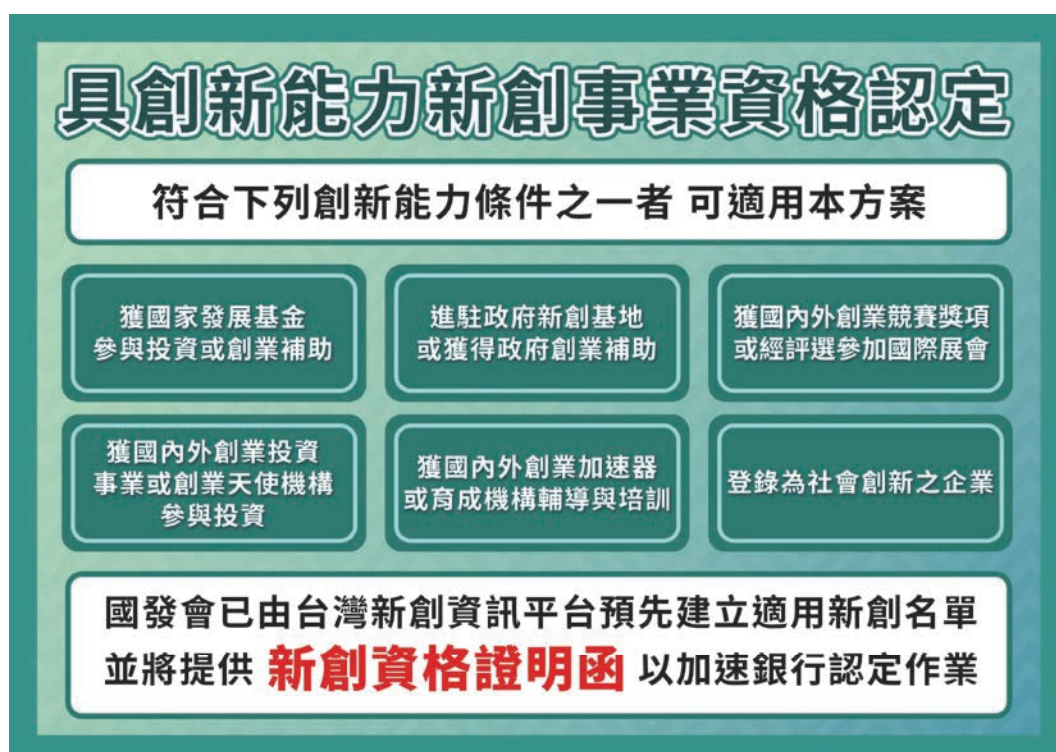 具創新能力新創事業資格認定
符合下列創新能力條件之一者 可適用本方案
獲國家發展基金
參與投資或創業補助
進駐政府新創基地
或獲得政府創業補助
獲國內外創業競賽獎項
或經評選參加國際展會
獲國內外創業投資
事業或創業天使機構
參與投資
獲國內外創業加速器
或育成機構輔導與培訓
登錄為社會創新之企業
國發會已由台灣新創資訊平台預先建立適用新創名單
並將提供 新創資格證明函 以加速銀行認定作業